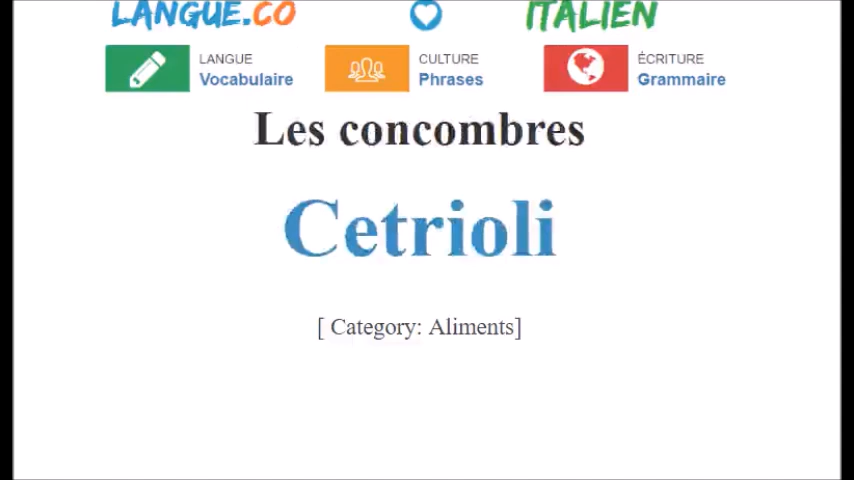 LANGUE.CO ITALIEN
LANGUE CULTURE ÉCRITURE
Vocabulaire Phrases Grammaire
Les concombres
Cetrioli
[ Category: Aliments]